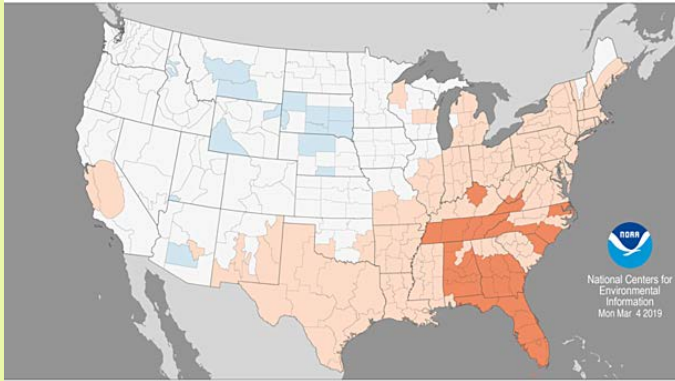 NOAA
National Centers for
Environmental
Information
Mon Mar 4 2019